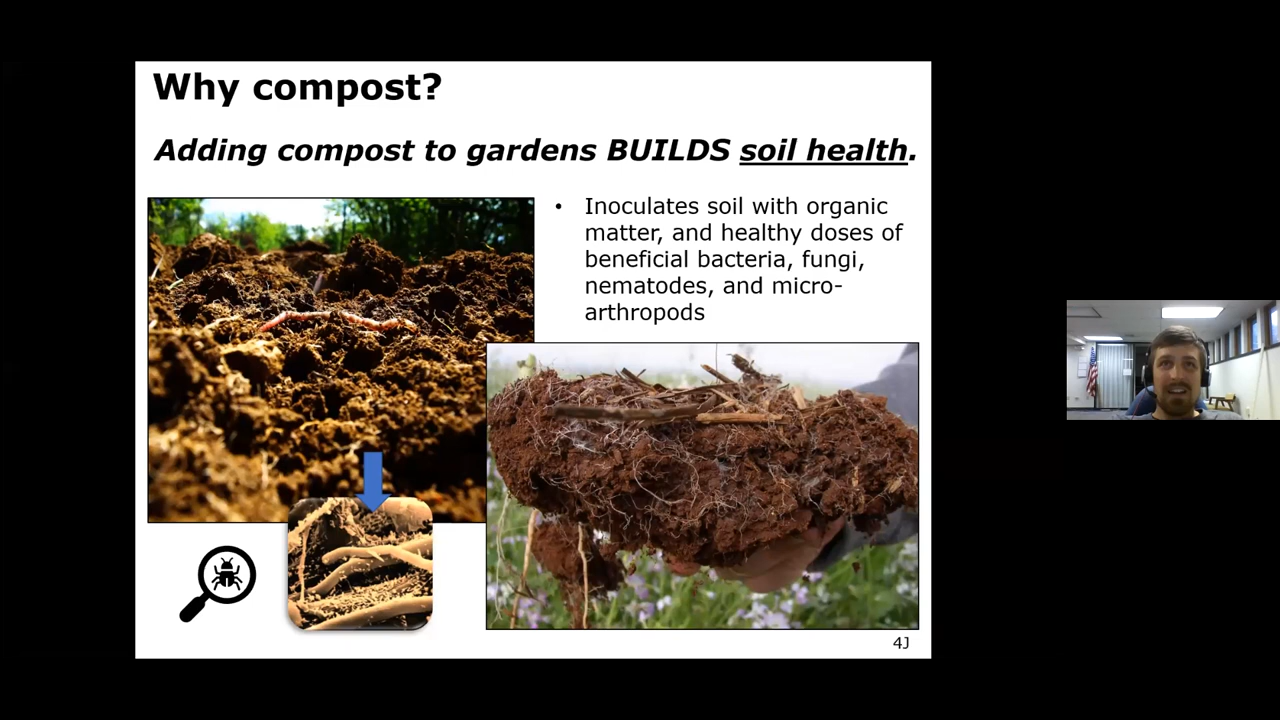 Why compost?
Adding compost to gardens BUILDS soil health.
• Inoculates soil with organic
matter, and healthy doses of
beneficial bacteria, fungi,
nematodes, and micro-
arthropods
4J